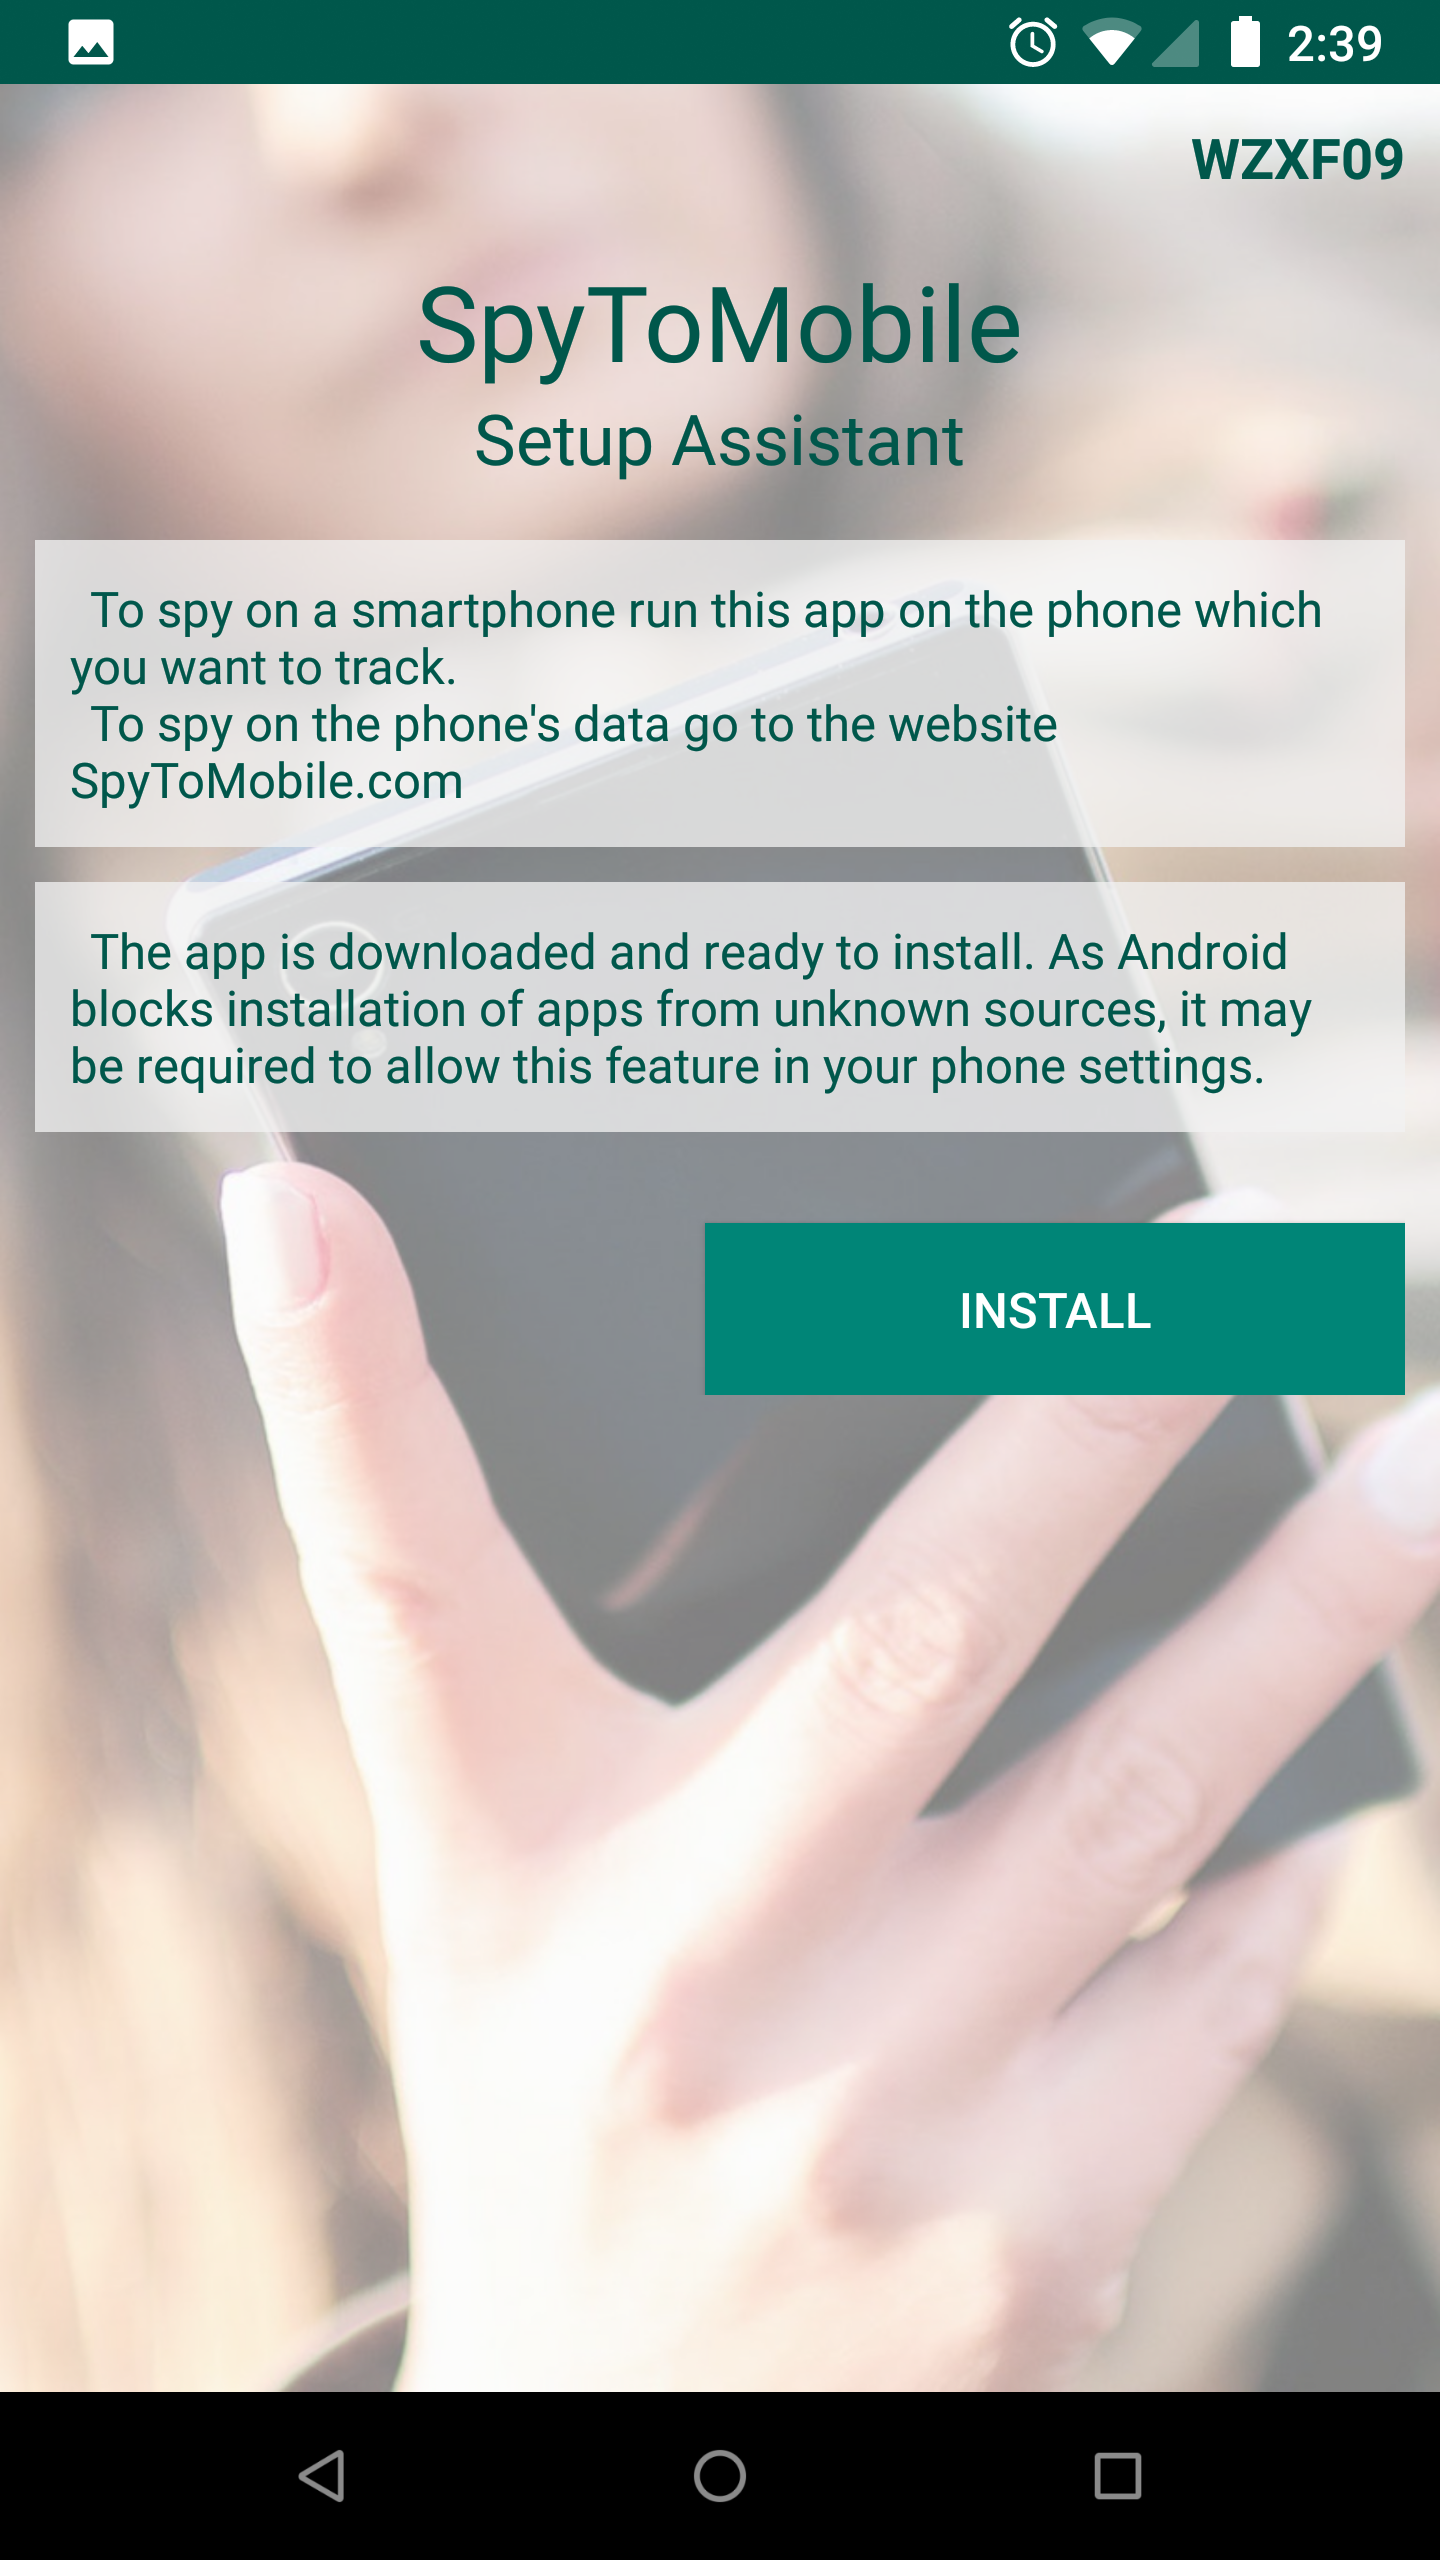 2:39
WZXF09
SpyToMobile
Setup Assistant
To spy on a smartphone run this app on the phone which
you want to track.
To spy on the phone's data go to the website
SpyToMobile.com
The app is downloaded and ready to install. As Android
blocks installation of apps from unknown sources, it may
be required to allow this feature in your phone settings.
INSTALL